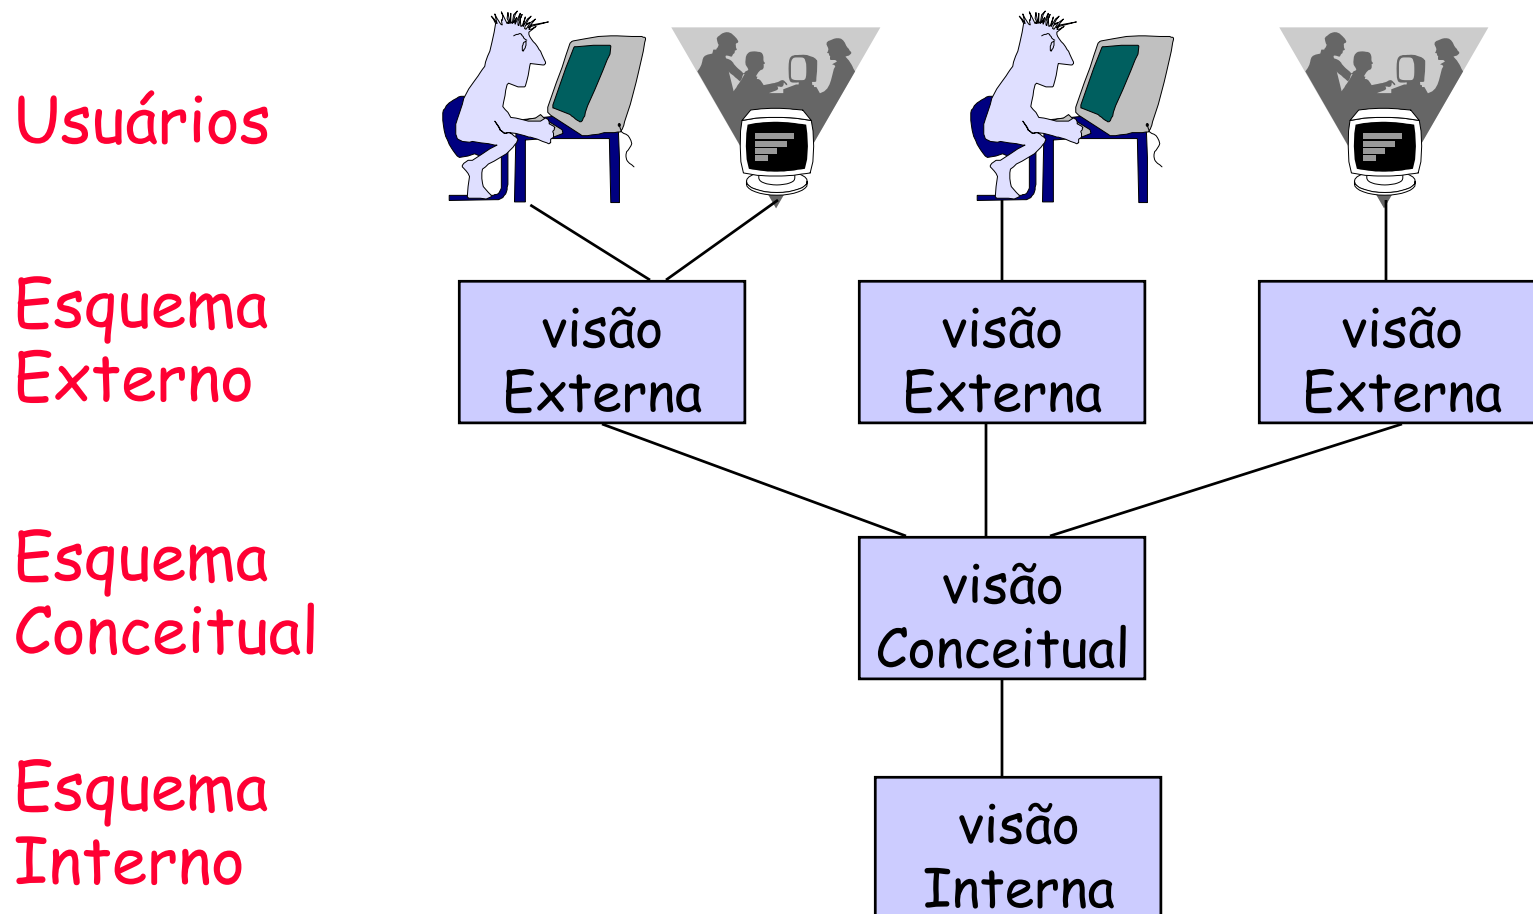 Usuários
Esquema
Externo
visão
Externa
visão
Externa
visão
Externa
Esquema
Conceitual
visão
Conceitual
Esquema
Interno
visão
Interna